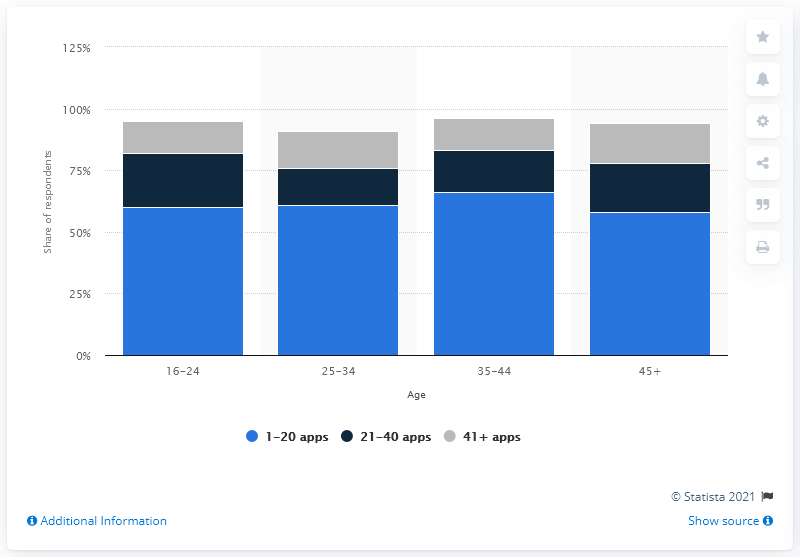 125%
100%
75%
50%
25%
0%
Share of respondents
16–24
25–34
35–44
45+
Age
1–20 apps
21–40 apps
41+ apps
© Statista 2021
Additional Information
Show source